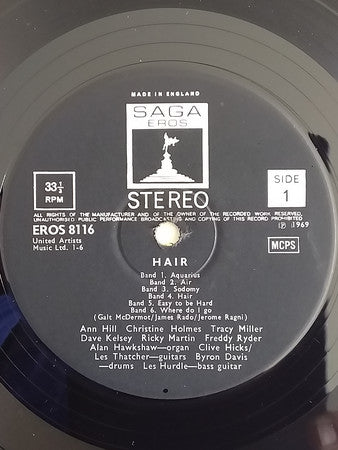 MADE IN ENGLAND
SAGA
EROS
33⅓
RPM
STEREO
SIDE
1
ALL RIGHTS OF THE MANUFACTURER AND OF THE OWNER OF THE RECORDED WORK RESERVED.
UNAUTHORISED PUBLIC PERFORMANCE BROADCASTING AND COPYING OF THIS RECORD PROHIBITED
EROS 8116
United Artists
Music Ltd. 1-6
Ⓟ 1969
MCPS
HAIR
Band 1. Aquarius
Band 2. Air
Band 3. Sodomy
Band 4. Hair
Band 5. Easy to be Hard
Band 6. Where do I go
(Galt McDermot/James Rado/Jerome Ragni)
Ann Hill Christine Holmes Tracy Miller
Dave Kelsey Ricky Martin Freddy Ryder
Alan Hawkshaw—organ Clive Hicks/
Les Thatcher—guitars Byron Davis
—drums Les Hurdle—bass guitar